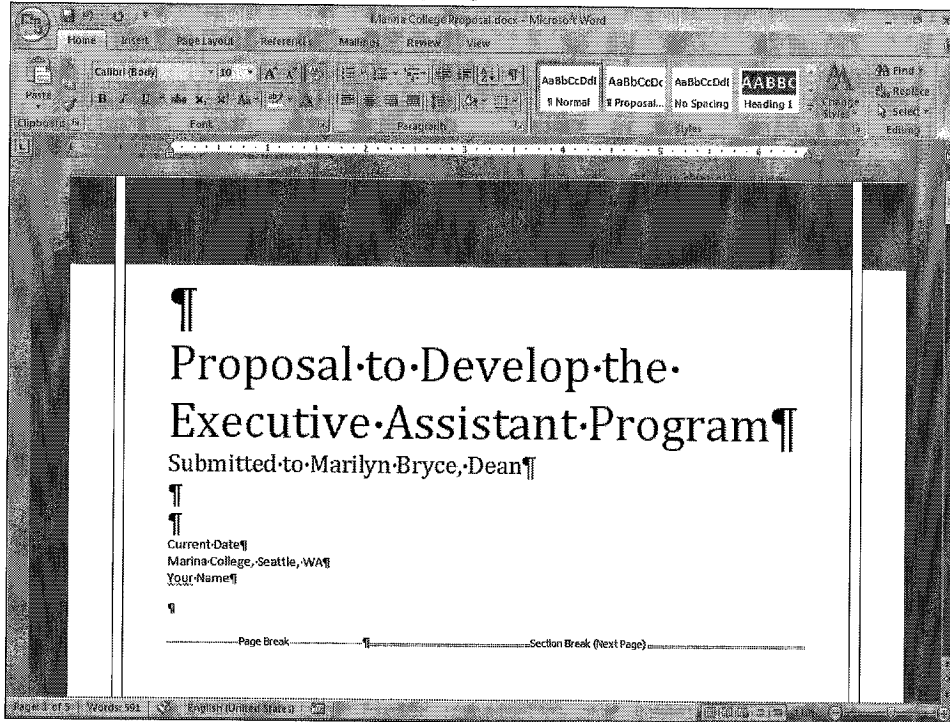 Marina College Proposal.docx - Microsoft Word
Home Insert Page Layout References Mailings Review View
Calibri (Body) 10
Paste
AaBbCcDdI AaBbCcDc AaBbCcDdI AABBC
¶ Normal ¶ Proposal... No Spacing Heading 1
Change Styles
Find
Replace
Select
Clipboard Font Paragraph Styles Editing
¶
Proposal·to·Develop·the·
Executive·Assistant·Program¶
Submitted·to·Marilyn·Bryce,·Dean¶
¶
¶
Current·Date¶
Marina·College,·Seattle,·WA¶
Your·Name¶
¶
Page Break ¶ Section Break (Next Page)
Page: 1 of 5 Words: 591 English (United States)